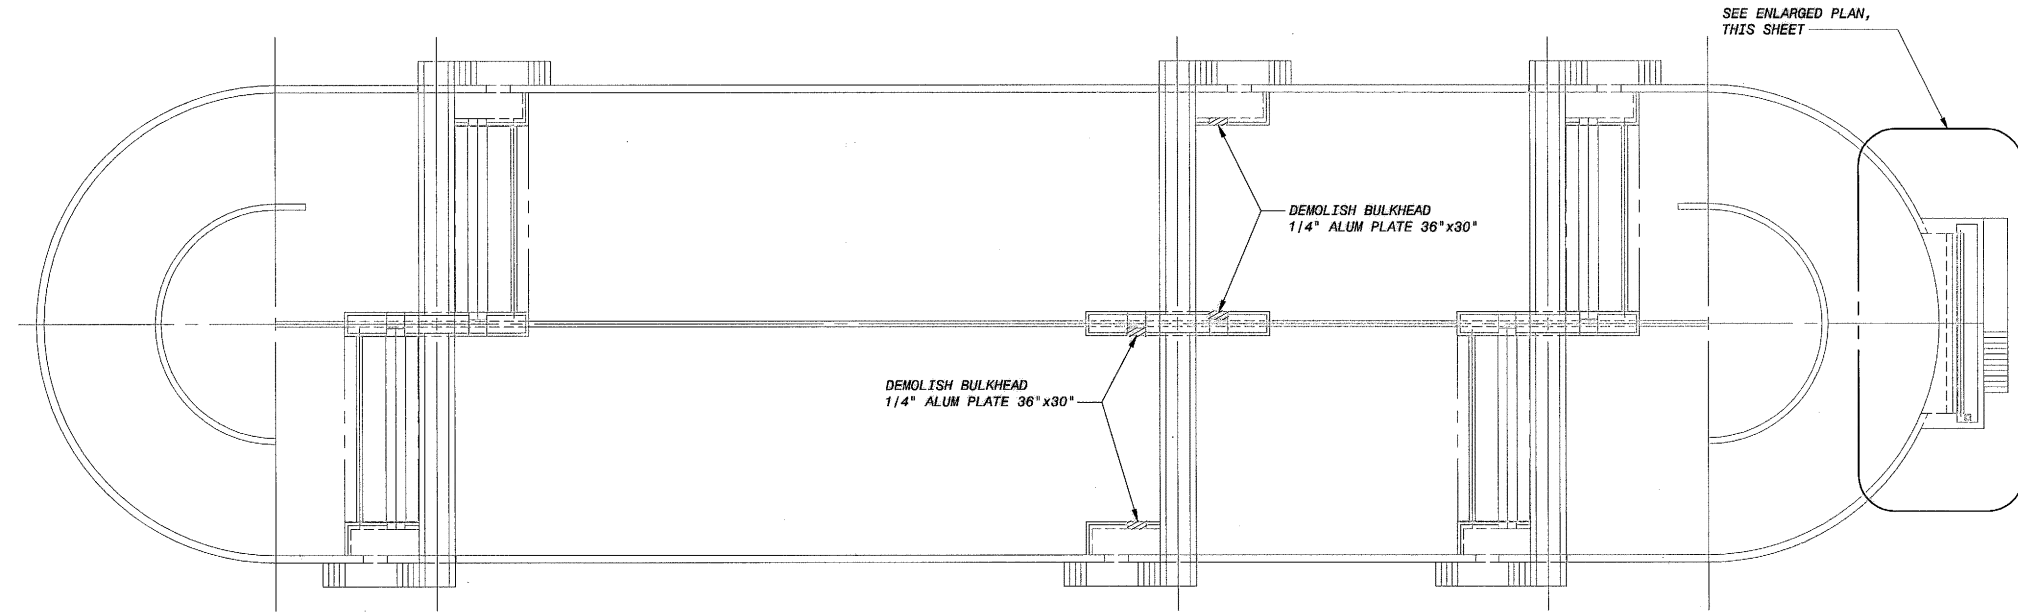 SEE ENLARGED PLAN,
THIS SHEET
DEMOLISH BULKHEAD
1/4" ALUM PLATE 36"x30"
DEMOLISH BULKHEAD
1/4" ALUM PLATE 36"x30"